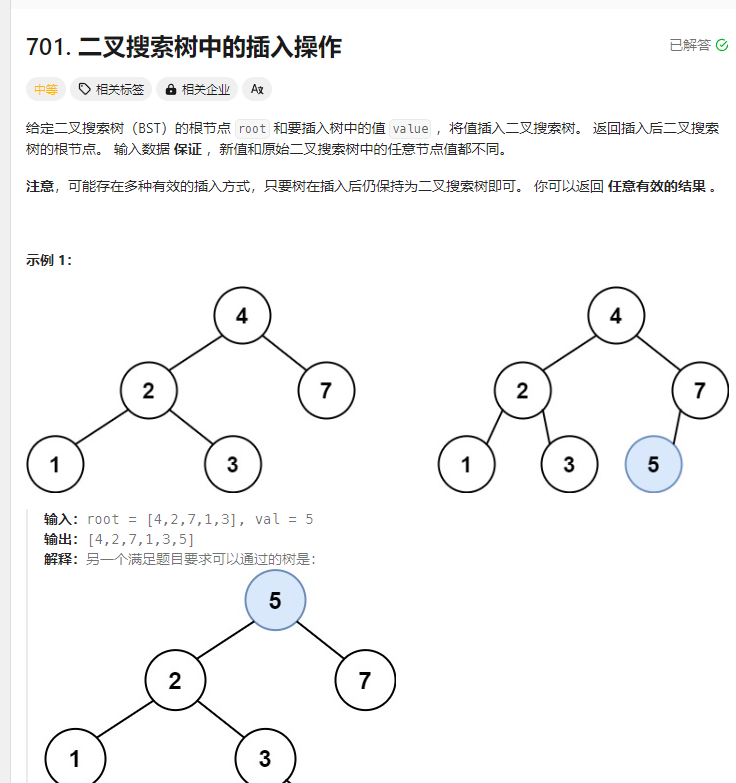 701. 二叉搜索树中的插入操作
已解答
中等 相关标签 相关企业 Aχ
给定二叉搜索树（BST）的根节点 root 和要插入树中的值 value ，将值插入二叉搜索树。 返回插入后二叉搜索
树的根节点。 输入数据 保证 ，新值和原始二叉搜索树中的任意节点值都不同。
注意，可能存在多种有效的插入方式，只要树在插入后仍保持为二叉搜索树即可。 你可以返回 任意有效的结果 。
示例 1：
4
2 7
1 3
4
2 7
1 3 5
输入：root = [4,2,7,1,3], val = 5
输出：[4,2,7,1,3,5]
解释：另一个满足题目要求可以通过的树是：
5
2 7
1 3